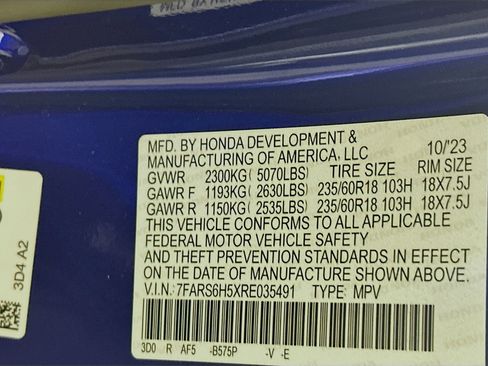 MFD. BY HONDA DEVELOPMENT &
MANUFACTURING OF AMERICA, LLC 10/'23
GVWR 2300KG( 5070LBS) TIRE SIZE RIM SIZE
GAWR F 1193KG( 2630LBS) 235/60R18 103H 18X7.5J
GAWR R 1150KG( 2535LBS) 235/60R18 103H 18X7.5J
THIS VEHICLE CONFORMS TO ALL APPLICABLE
FEDERAL MOTOR VEHICLE SAFETY
AND THEFT PREVENTION STANDARDS IN EFFECT
ON THE DATE OF MANUFACTURE SHOWN ABOVE.
V.I.N.: 7FARS6H5XRE035491 TYPE: MPV
3D0 R AF5 -B575P -V -E
3D4 A2